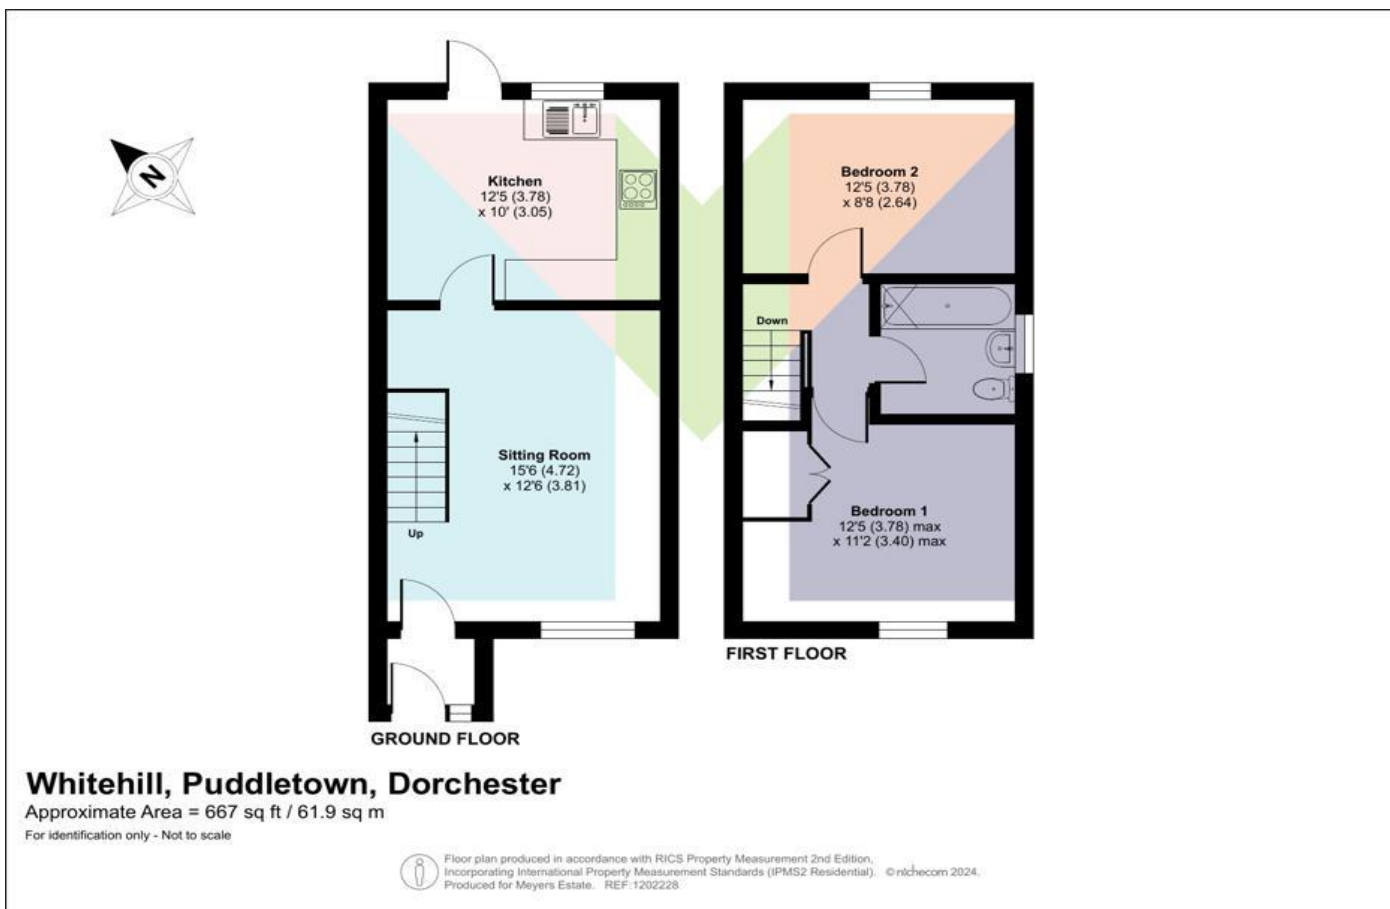 N
Kitchen
12'5 (3.78)
x 10' (3.05)
Sitting Room
15'6 (4.72)
x 12'6 (3.81)
Up
GROUND FLOOR
Bedroom 2
12'5 (3.78)
x 8'8 (2.64)
Down
Bedroom 1
12'5 (3.78) max
x 11'2 (3.40) max
FIRST FLOOR
Whitehill, Puddletown, Dorchester
Approximate Area = 667 sq ft / 61.9 sq m
For identification only - Not to scale
Floor plan produced in accordance with RICS Property Measurement 2nd Edition,
Incorporating International Property Measurement Standards (IPMS2 Residential). ©nichecom 2024.
Produced for Meyers Estate. REF:1202228